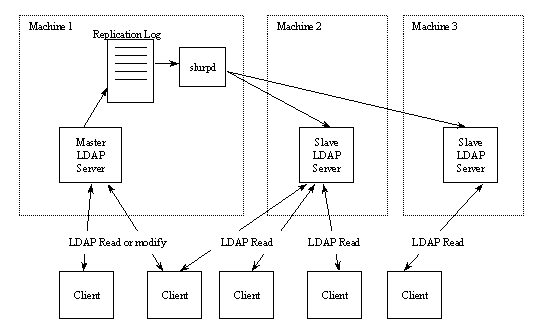 Machine 1
Machine 2
Machine 3
Replication Log
slurpd
Master
LDAP
Server
Slave
LDAP
Server
Slave
LDAP
Server
LDAP Read or modify
LDAP Read
LDAP Read
LDAP Read
Client
Client
Client
Client
Client